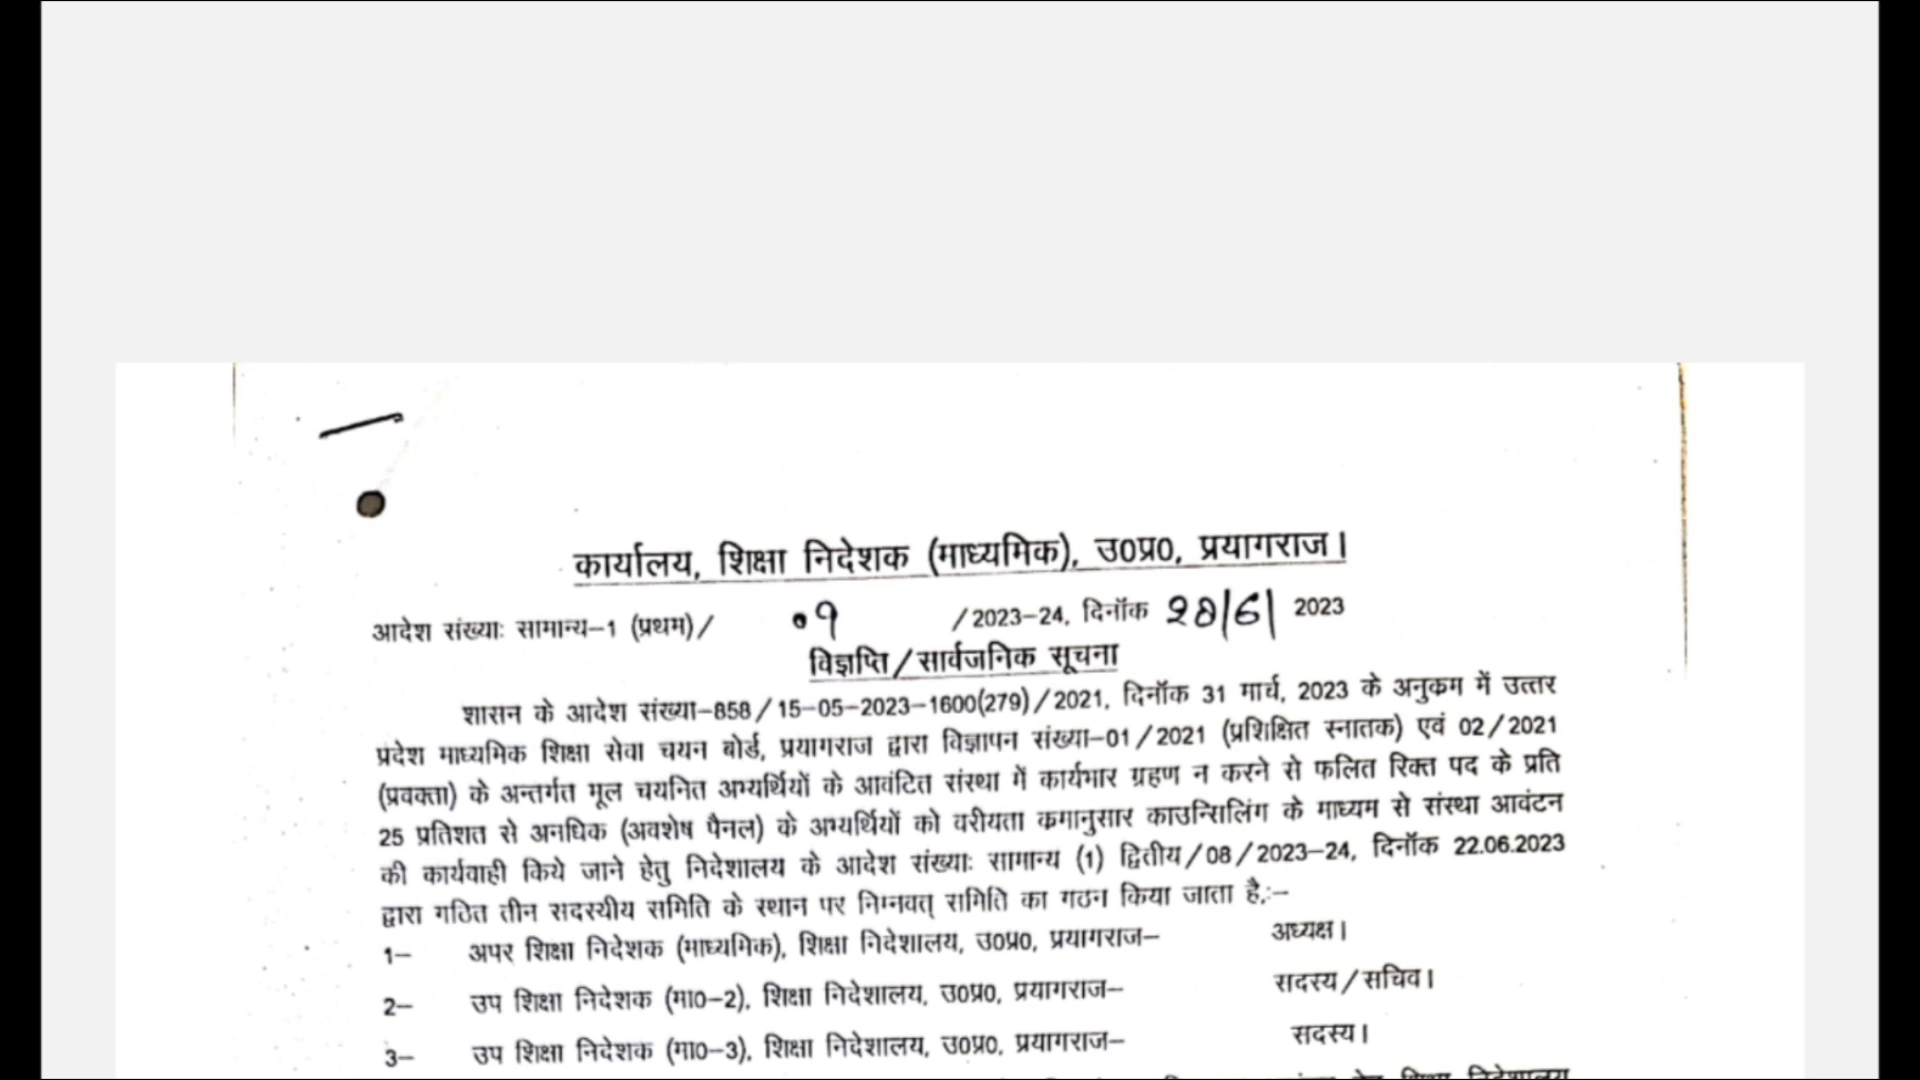 कार्यालय, शिक्षा निदेशक (माध्यमिक), उ0प्र0, प्रयागराज।
आदेश संख्याः सामान्य-1 (प्रथम)/ ०९ /2023-24, दिनॉक 28/6/ 2023
विज्ञप्ति/सार्वजनिक सूचना
शासन के आदेश संख्या-858/15-05-2023-1600(279)/2021, दिनॉक 31 मार्च, 2023 के अनुकम में उत्तर
प्रदेश माध्यमिक शिक्षा सेवा चयन बोर्ड, प्रयागराज द्वारा विज्ञापन संख्या-01/2021 (प्रशिक्षित स्नातक) एवं 02/2021
(प्रवक्ता) के अन्तर्गत मूल चयनित अभ्यर्थियों के आवंटित संस्था में कार्यभार ग्रहण न करने से फलित रिक्त पद के प्रति
25 प्रतिशत से अनधिक (अवशेष पैनल) के अभ्यर्थियों को वरीयता कमानुसार काउन्सिलिंग के माध्यम से संस्था आवंटन
की कार्यवाही किये जाने हेतु निदेशालय के आदेश संख्याः सामान्य (1) द्वितीय/08/2023-24, दिनॉक 22.06.2023
द्वारा गठित तीन सदस्यीय समिति के स्थान पर निम्नवत् समिति का गठन किया जाता है:-
1- अपर शिक्षा निदेशक (माध्यमिक), शिक्षा निदेशालय, उ0प्र0, प्रयागराज- अध्यक्ष।
2- उप शिक्षा निदेशक (मा0-2), शिक्षा निदेशालय, उ0प्र0, प्रयागराज- सदस्य/सचिव।
3- उप शिक्षा निदेशक (मा0-3), शिक्षा निदेशालय, उ0प्र0, प्रयागराज- सदस्य।
शिक्षा निदेशालय